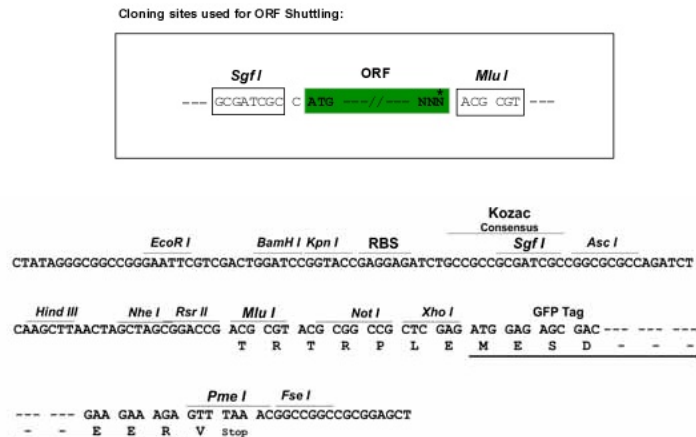 Cloning sites used for ORF Shuttling:
Sgf I ORF Mlu I
--- GCGATCGC C ATG ---//--- NNN* ACG CGT ---
Kozac
Consensus
EcoR I BamH I Kpn I RBS Sgf I Asc I
CTATAGGGCGGCCGGGAATTCGTCGACTGGATCCGGTACCGAGGAGATCTGCCGCCGCGATCGCCGGCGCGCCAGATCT
Hind III Nhe I Rsr II Mlu I Not I Xho I GFP Tag
CAAGCTTAACTAGCTAGCGGACCG ACG CGT ACG CGG CCG CTC GAG ATG GAG AGC GAC--- --- ---
T R T R P L E M E S D - - -
Pme I Fse I
--- --- GAA GAA AGA GTT TAA ACGGCCGGCCGCGGAGCT
- - E E R V Stop